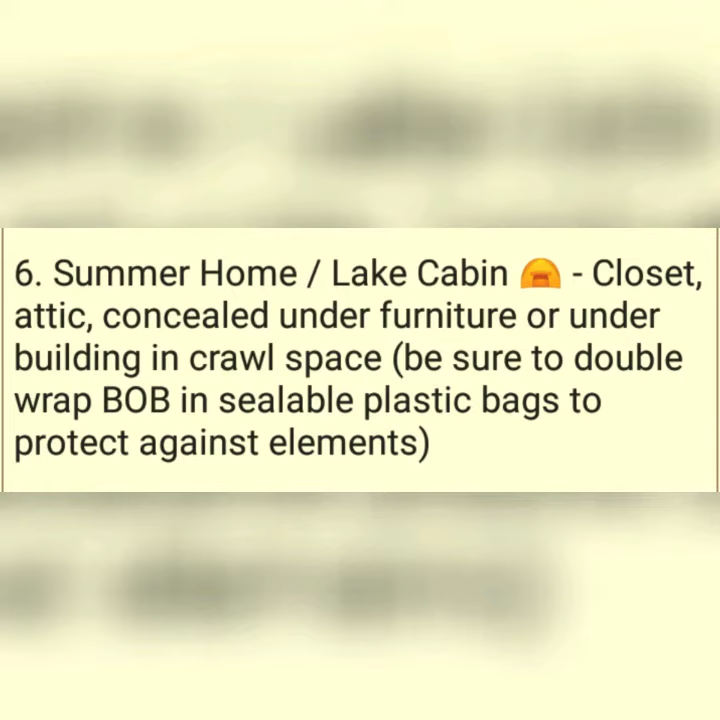 6. Summer Home / Lake Cabin 🛖 - Closet,
attic, concealed under furniture or under
building in crawl space (be sure to double
wrap BOB in sealable plastic bags to
protect against elements)